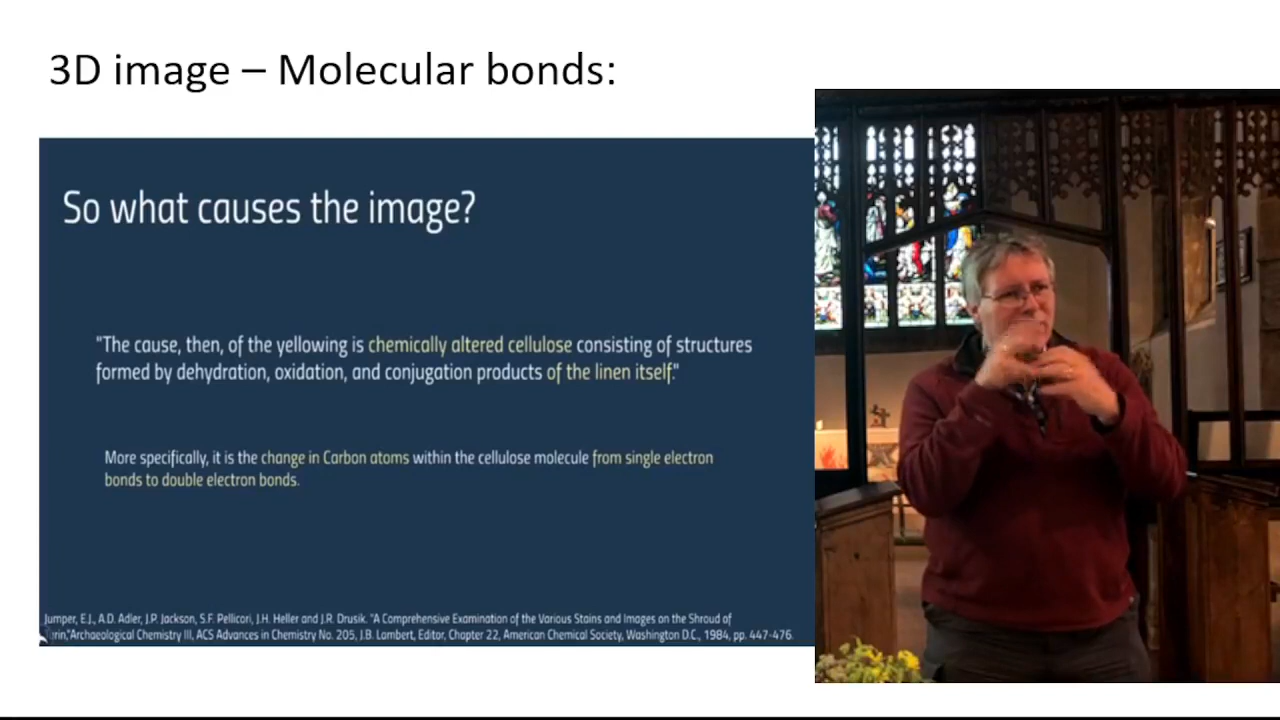 3D image – Molecular bonds:
So what causes the image?
"The cause, then, of the yellowing is chemically altered cellulose consisting of structures
formed by dehydration, oxidation, and conjugation products of the linen itself."
More specifically, it is the change in Carbon atoms within the cellulose molecule from single electron
bonds to double electron bonds.
Jumper, E.J., A.D. Adler, J.P. Jackson, S.F. Pellicori, J.H. Heller and J.R. Drusik. "A Comprehensive Examination of the Various Stains and Images on the Shroud of
rin,"Archaeological Chemistry III, ACS Advances in Chemistry No. 205, J.B. Lambert, Editor, Chapter 22, American Chemical Society, Washington D.C., 1984, pp. 447-476.